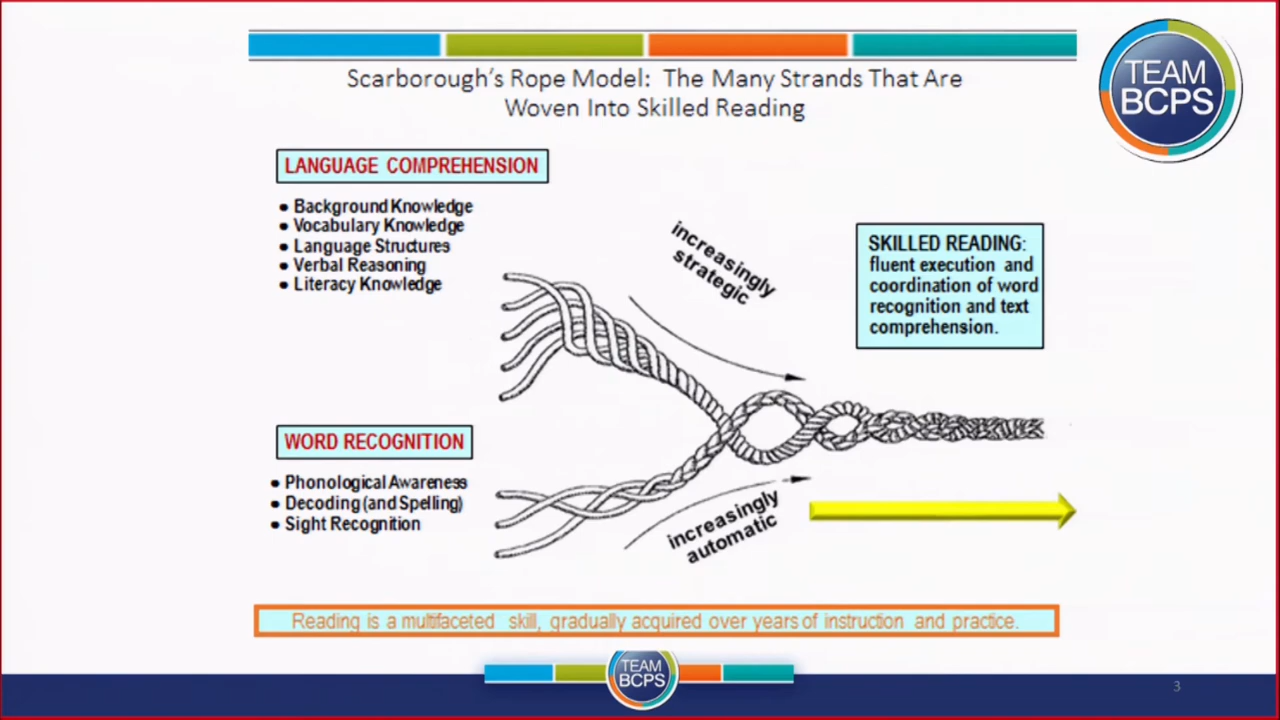 TEAM
BCPS
Scarborough's Rope Model: The Many Strands That Are
Woven Into Skilled Reading
LANGUAGE COMPREHENSION
• Background Knowledge
• Vocabulary Knowledge
• Language Structures
• Verbal Reasoning
• Literacy Knowledge
increasingly
strategic
SKILLED READING:
fluent execution and
coordination of word
recognition and text
comprehension.
WORD RECOGNITION
• Phonological Awareness
• Decoding (and Spelling)
• Sight Recognition
increasingly
automatic
Reading is a multifaceted skill, gradually acquired over years of instruction and practice.
TEAM
BCPS
3